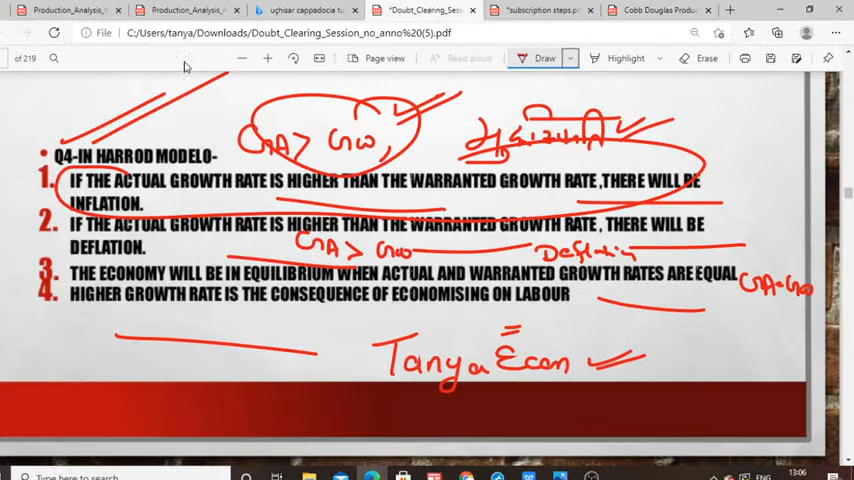 Production_Analysis_
Production_Analysis_
uçhisar cappadocia tu
*Doubt_Clearing_Sess
*subscription steps.pd
Cobb Douglas Produc
File C:/Users/tanya/Downloads/Doubt_Clearing_Session_no_anno (5).pdf
of 219 Page view Read aloud Draw Highlight Erase
GA > Gw,
• Q4-IN HARROD MODELO-
1. IF THE ACTUAL GROWTH RATE IS HIGHER THAN THE WARRANTED GROWTH RATE ,THERE WILL BE
INFLATION.
2. IF THE ACTUAL GROWTH RATE IS HIGHER THAN THE WARRANTED GROWTH RATE, THERE WILL BE
DEFLATION.
GA > Gw Deflation
3. THE ECONOMY WILL BE IN EQUILIBRIUM WHEN ACTUAL AND WARRANTED GROWTH RATES ARE EQUAL
GA=Gw
4. HIGHER GROWTH RATE IS THE CONSEQUENCE OF ECONOMISING ON LABOUR
Tanya Econ
Type here to search
ENG
13:06